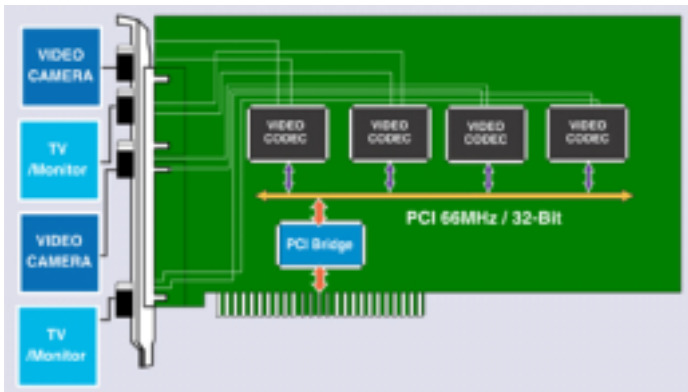 VIDEO
CAMERA
TV
/Monitor
VIDEO
CAMERA
TV
/Monitor
VIDEO
CODEC
VIDEO
CODEC
VIDEO
CODEC
VIDEO
CODEC
PCI 66MHz / 32-Bit
PCI Bridge